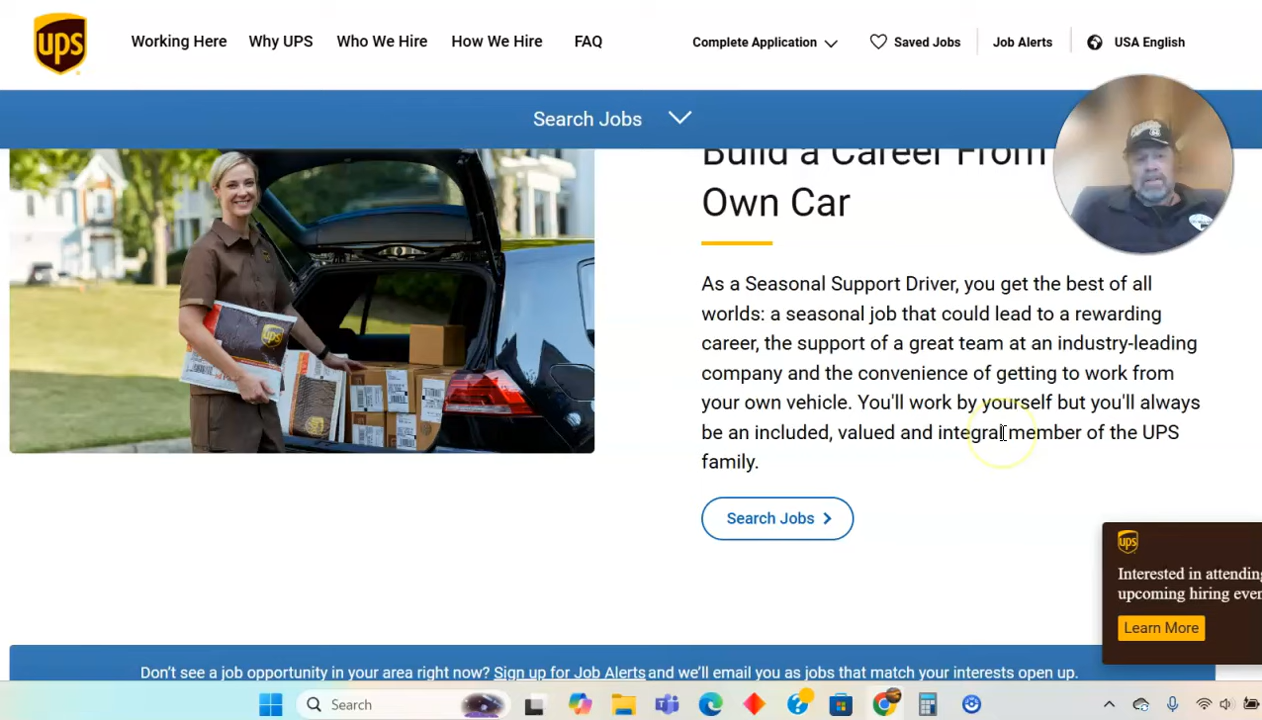 ups
Working Here Why UPS Who We Hire How We Hire FAQ Complete Application Saved Jobs Job Alerts USA English
Search Jobs
Build a Career From
Own Car
As a Seasonal Support Driver, you get the best of all
worlds: a seasonal job that could lead to a rewarding
career, the support of a great team at an industry-leading
company and the convenience of getting to work from
your own vehicle. You'll work by yourself but you'll always
be an included, valued and integral member of the UPS
family.
Search Jobs
ups
ups
Interested in attending
upcoming hiring
Learn More
Don't see a job opportunity in your area right now? Sign up for Job Alerts and we'll email you as jobs that match your interests open up.
Search